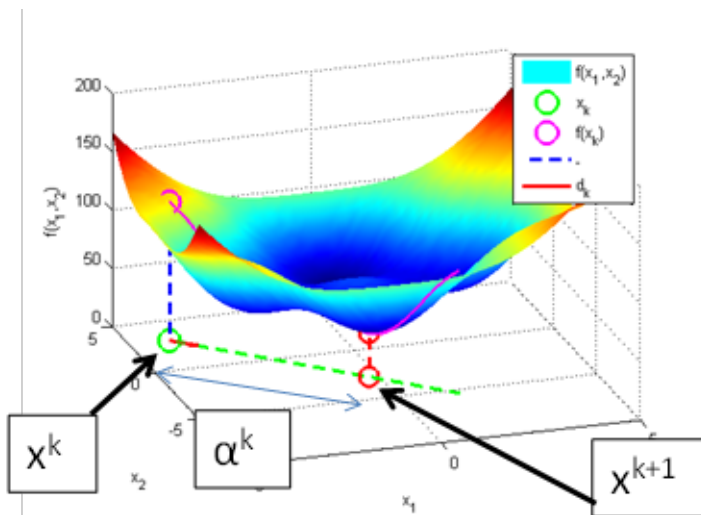 200
150
100
50
0
5
0
-5
f(x₁,x₂)
f(x₁,x₂)
xₖ
f(xₖ)
-
dₖ
xᵏ
αᵏ
xᵏ⁺¹
x₂
0
x₁